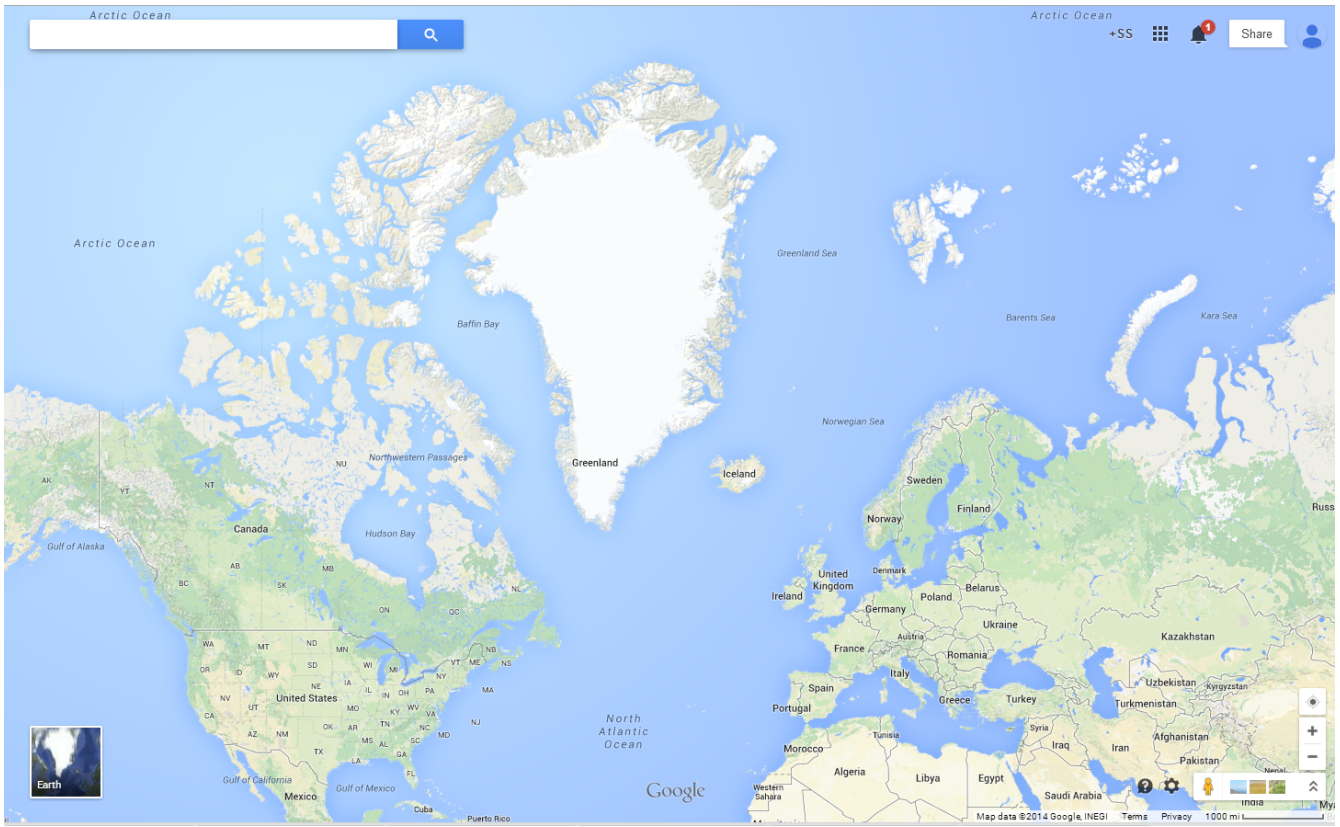 Arctic Ocean
Arctic Ocean
+SS
1
Share
Arctic Ocean
Greenland Sea
Baffin Bay
Barents Sea
Kara Sea
Norwegian Sea
Northwestern Passages
NU
Greenland
Iceland
AK
YT
NT
Sweden
Finland
Russ
Norway
Canada
Hudson Bay
Gulf of Alaska
AB
MB
BC
SK
NL
ON
QC
United
Kingdom
Denmark
Ireland
Belarus
Poland
Germany
Ukraine
Austria
Kazakhstan
France
Romania
WA
MT
ND
MN
NB
OR
ID
WY
SD
WI
MI
VT
ME
NS
NY
Italy
Uzbekistan
Kyrgyzstan
NE
IA
IL
IN
OH
PA
MA
Spain
NV
UT
United States
Portugal
Greece
Turkey
Turkmenistan
CA
MO
KY
WV
VA
AZ
NM
OK
AR
TN
NC
MD
NJ
MS
AL
SC
GA
TX
LA
FL
North
Atlantic
Ocean
Tunisia
Syria
Afghanistan
Morocco
Iraq
Iran
Pakistan
Algeria
Libya
Egypt
Nepal
Earth
Gulf of California
Gulf of Mexico
Mexico
Google
Western
Sahara
Saudi Arabia
India
Cuba
Puerto Rico
Mya
Map data ©2014 Google, INEGI Terms Privacy 1000 mi